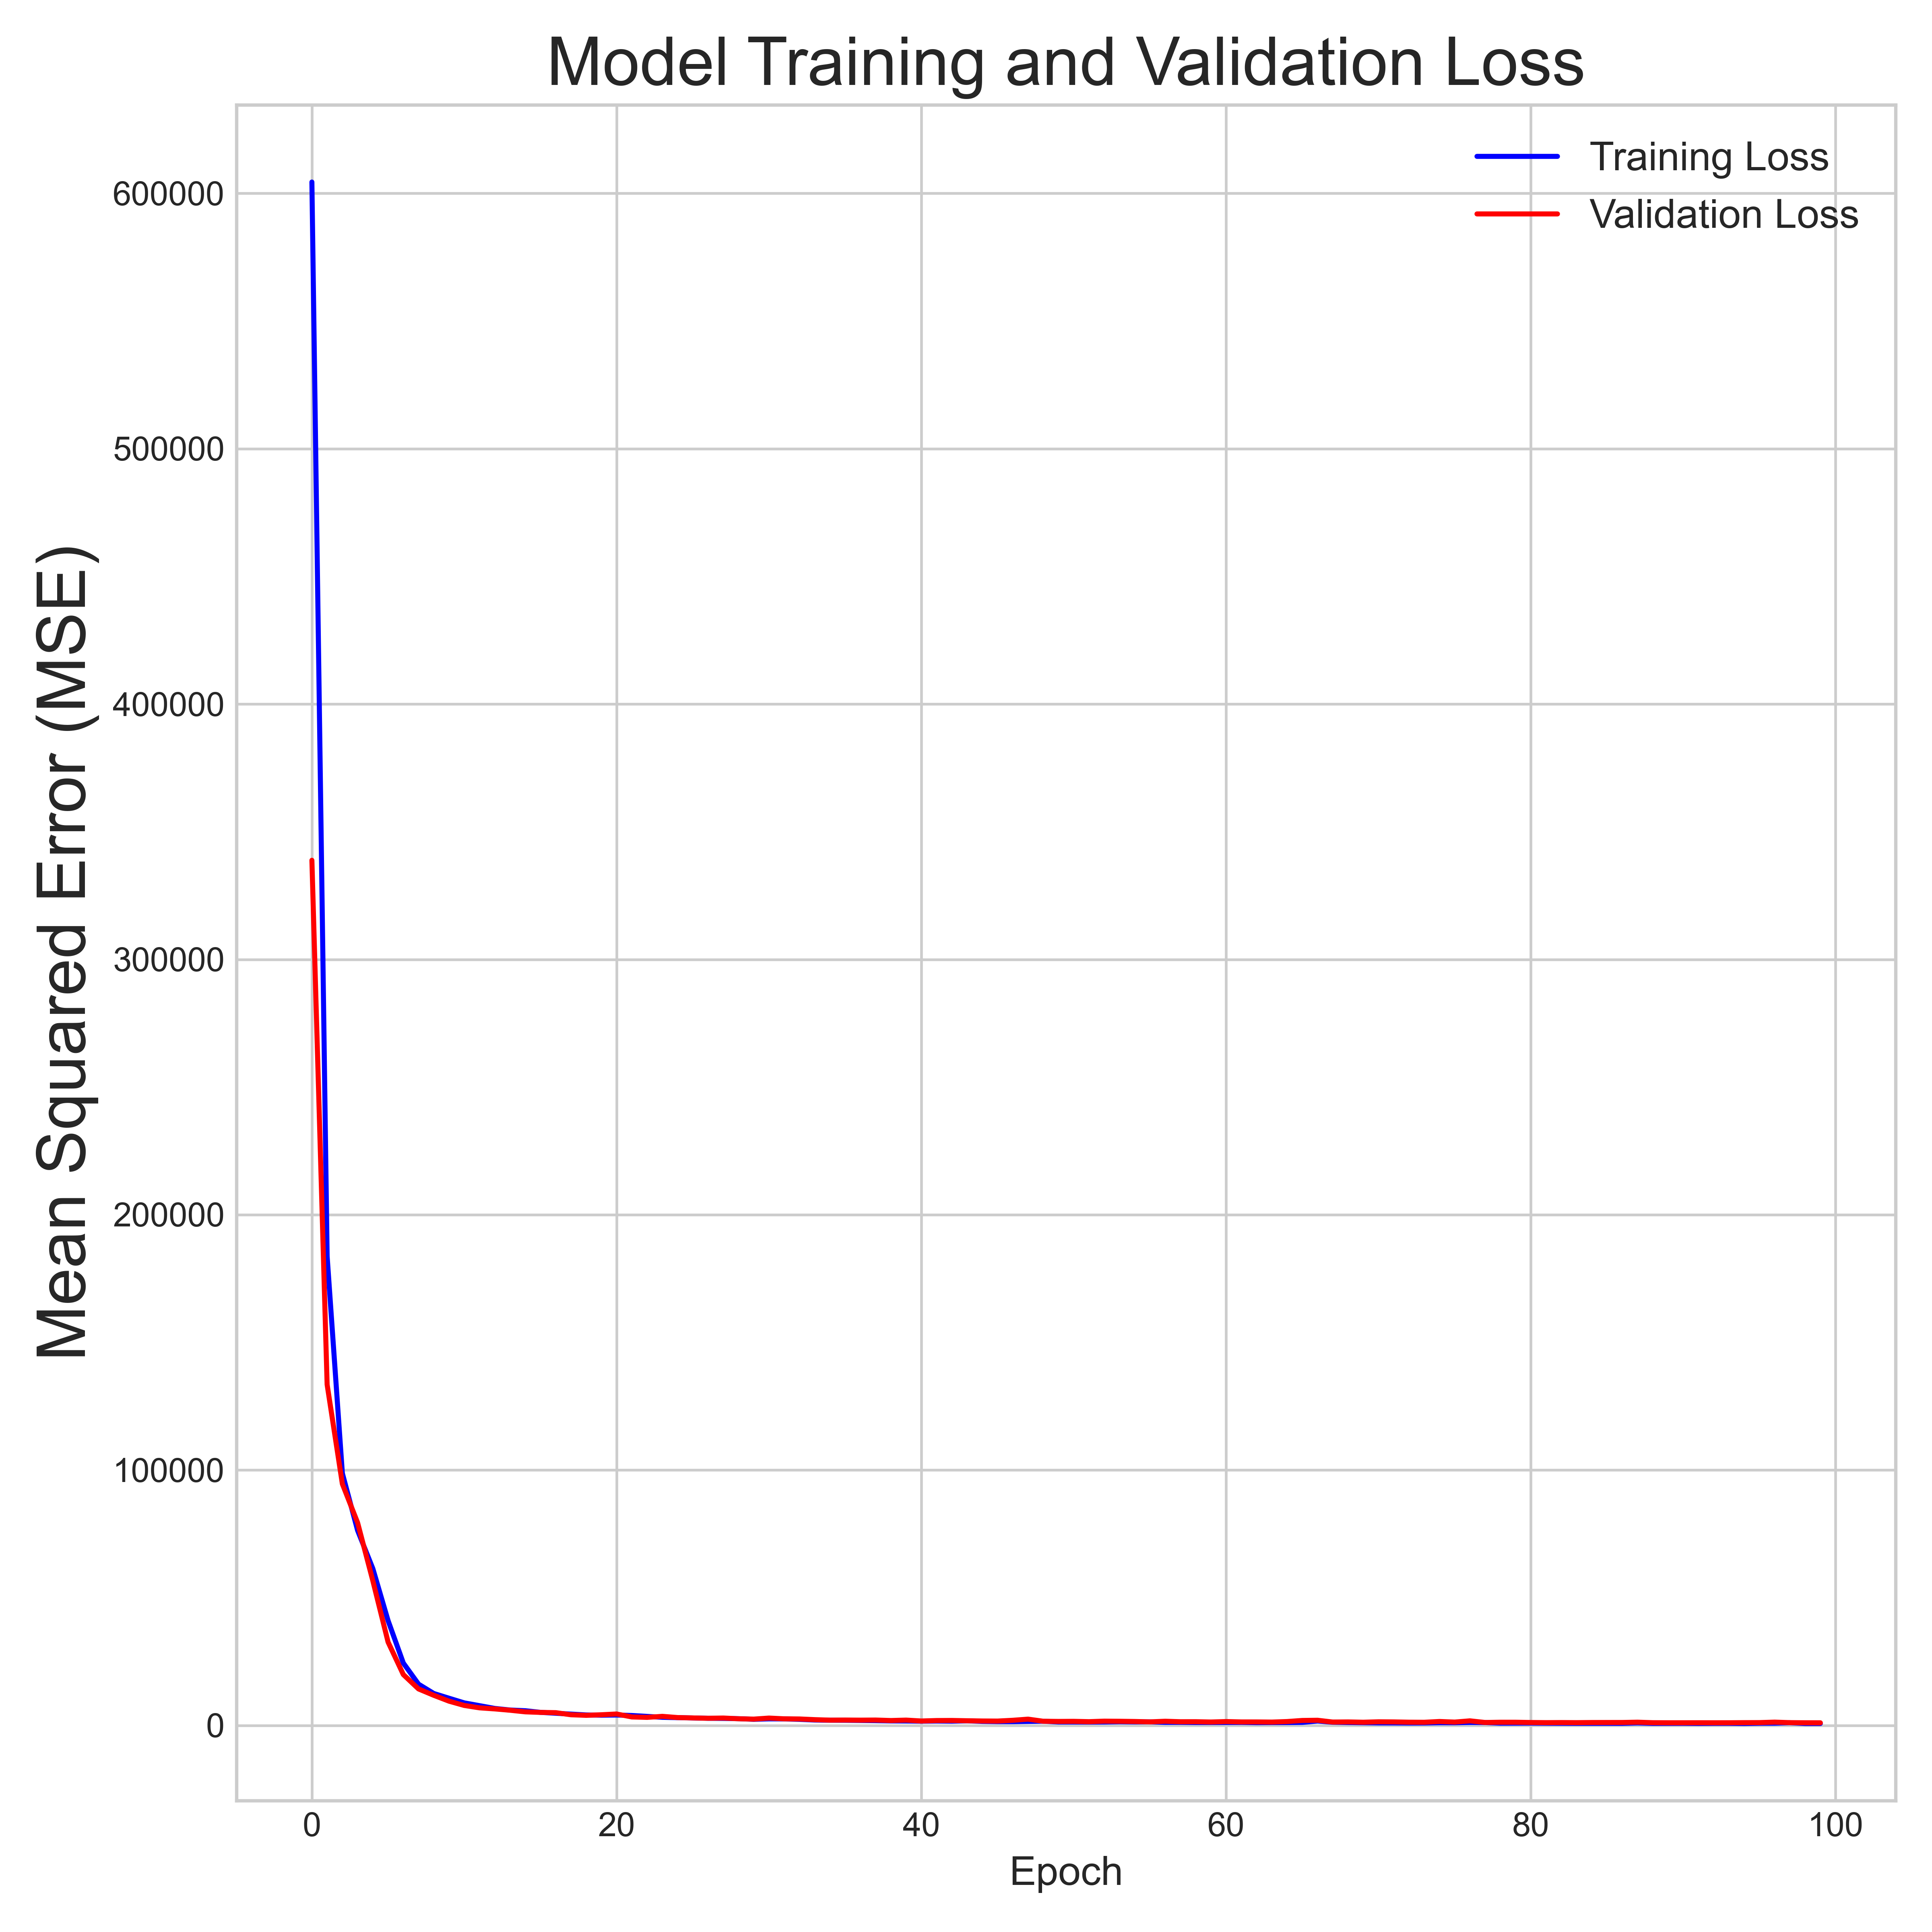 Model Training and Validation Loss
Training Loss
Validation Loss
Mean Squared Error (MSE)
600000
500000
400000
300000
200000
100000
0
0 20 40 60 80 100
Epoch